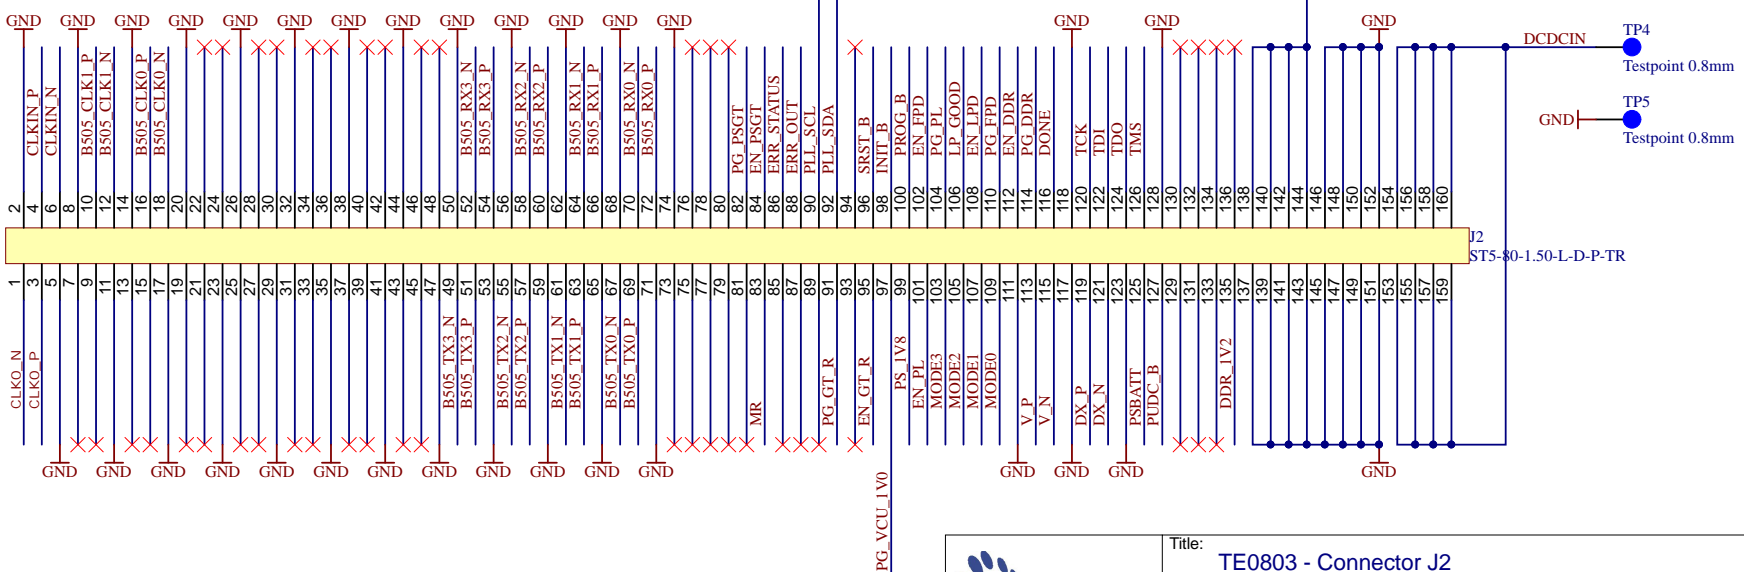 GND GND GND GND GND GND GND GND GND GND GND GND GND GND GND GND
DCDCIN
TP4
Testpoint 0.8mm
TP5
GND
Testpoint 0.8mm
CLKIN_P
CLKIN_N
B505_CLK1_P
B505_CLK1_N
B505_CLK0_P
B505_CLK0_N
B505_RX3_N
B505_RX3_P
B505_RX2_N
B505_RX2_P
B505_RX1_N
B505_RX1_P
B505_RX0_N
B505_RX0_P
PG_PSGT
EN_PSGT
ERR_STATUS
ERR_OUT
PLL_SCL
PLL_SDA
SRST_B
INIT_B
PROG_B
EN_FPD
PG_PL
LP_GOOD
EN_LPD
PG_FPD
EN_DDR
PG_DDR
DONE
TCK
TDI
TDO
TMS
2 4 6 8 10 12 14 16 18 20 22 24 26 28 30 32 34 36 38 40 42 44 46 48 50 52 54 56 58 60 62 64 66 68 70 72 74 76 78 80 82 84 86 88 90 92 94 96 98 100 102 104 106 108 110 112 114 116 118 120 122 124 126 128 130 132 134 136 138 140 142 144 146 148 150 152 154 156 158 160
J2
ST5-80-1.50-L-D-P-TR
1 3 5 7 9 11 13 15 17 19 21 23 25 27 29 31 33 35 37 39 41 43 45 47 49 51 53 55 57 59 61 63 65 67 69 71 73 75 77 79 81 83 85 87 89 91 93 95 97 99 101 103 105 107 109 111 113 115 117 119 121 123 125 127 129 131 133 135 137 139 141 143 145 147 149 151 153 155 157 159
CLKO_N
CLKO_P
B505_TX3_N
B505_TX3_P
B505_TX2_N
B505_TX2_P
B505_TX1_N
B505_TX1_P
B505_TX0_N
B505_TX0_P
MR
PG_GT_R
EN_GT_R
PS_1V8
EN_PL
MODE3
MODE2
MODE1
MODE0
V_P
V_N
DX_P
DX_N
PSBATT
PUDC_B
DDR_1V2
GND GND GND GND GND GND GND GND GND GND GND GND GND GND GND GND
PG_VCU_1V0
Title:
TE0803 - Connector J2